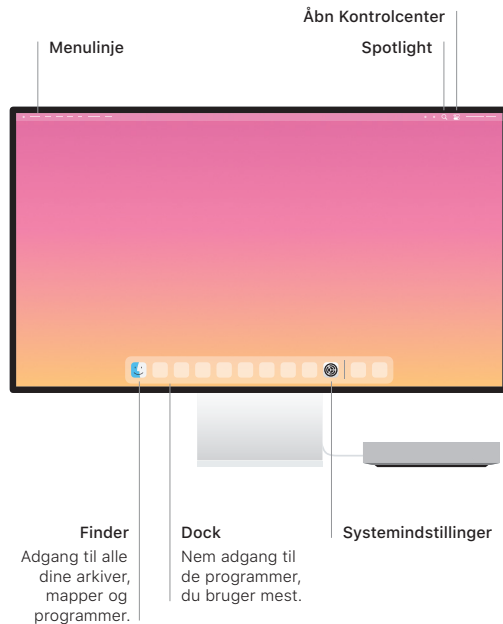 Åbn Kontrolcenter
Menulinje
Spotlight
Finder
Adgang til alle
dine arkiver,
mapper og
programmer.
Dock
Nem adgang til
de programmer,
du bruger mest.
Systemindstillinger